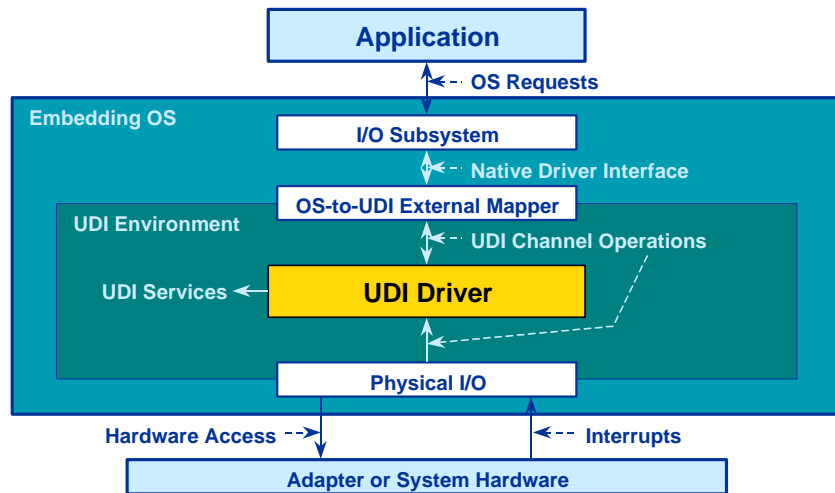 Application
OS Requests
Embedding OS
I/O Subsystem
Native Driver Interface
OS-to-UDI External Mapper
UDI Environment
UDI Channel Operations
UDI Services
UDI Driver
Physical I/O
Hardware Access
Interrupts
Adapter or System Hardware